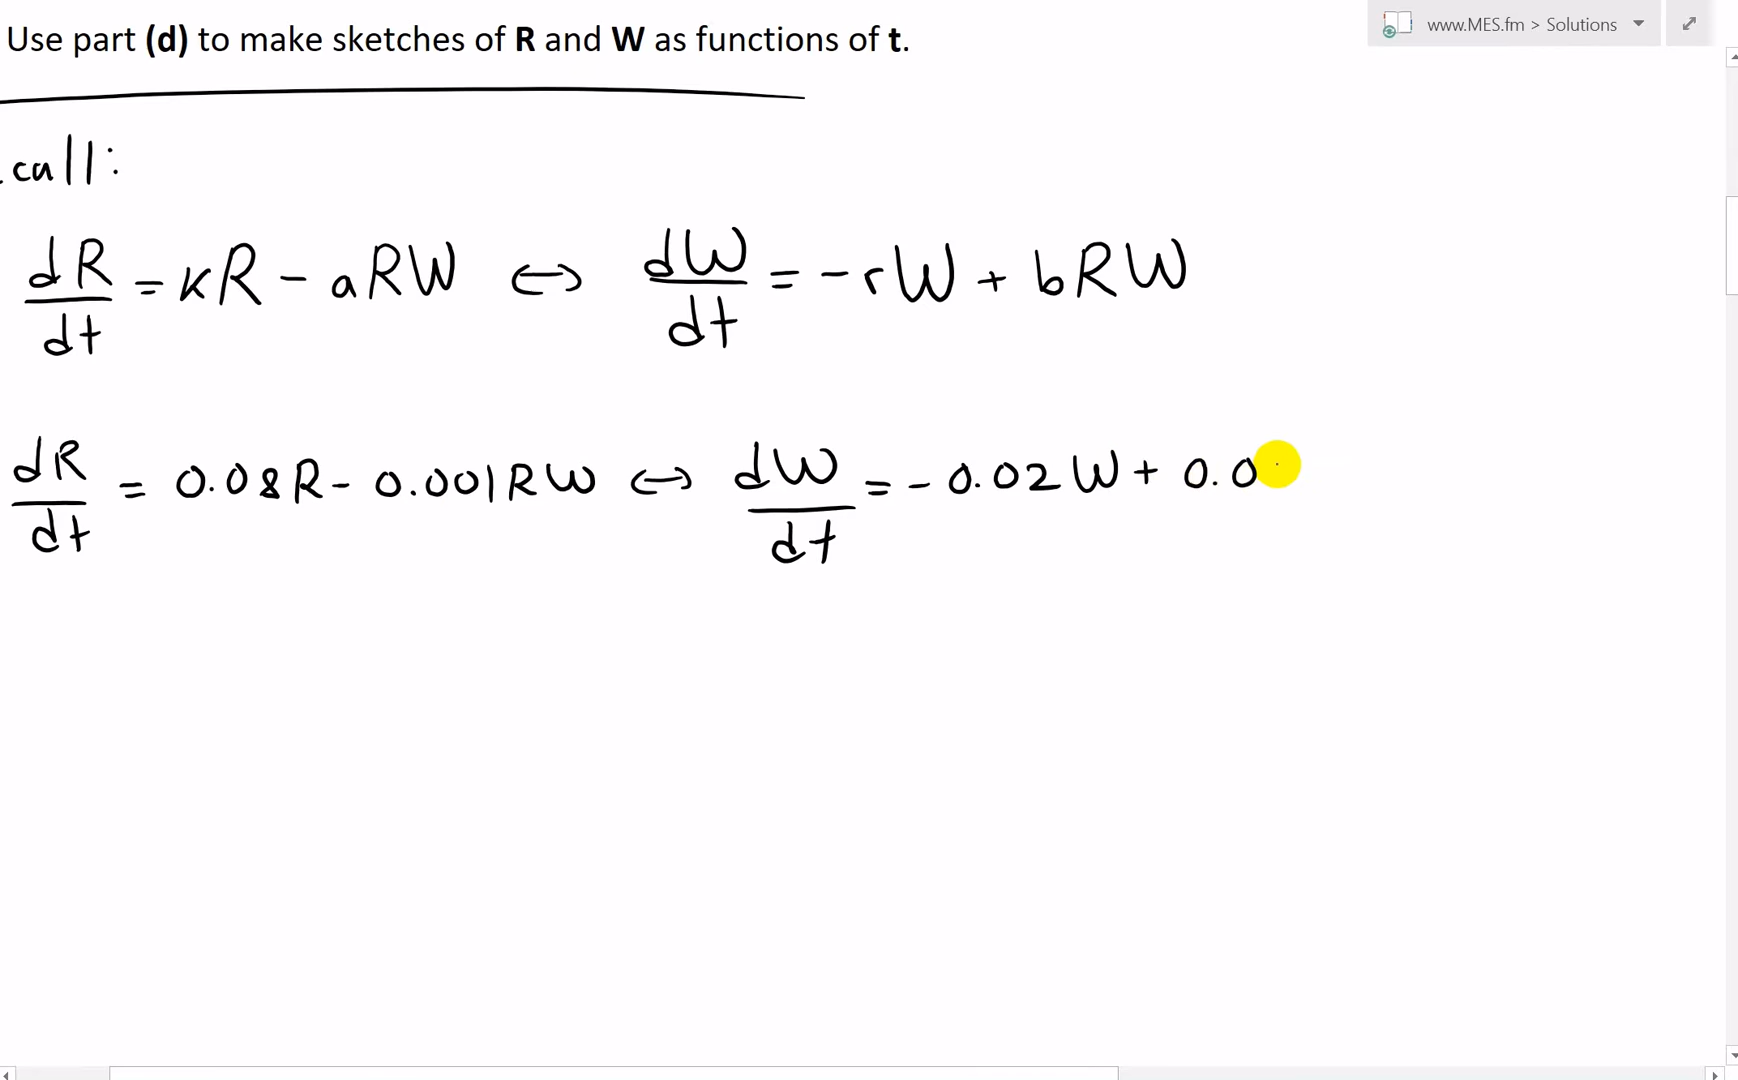 www.MES.fm > Solutions
Use part (d) to make sketches of R and W as functions of t.
call:
dR/dt = kR - aRW ↔ dW/dt = -rW + bRW
dR/dt = 0.08R - 0.001RW ↔ dW/dt = -0.02W + 0.0